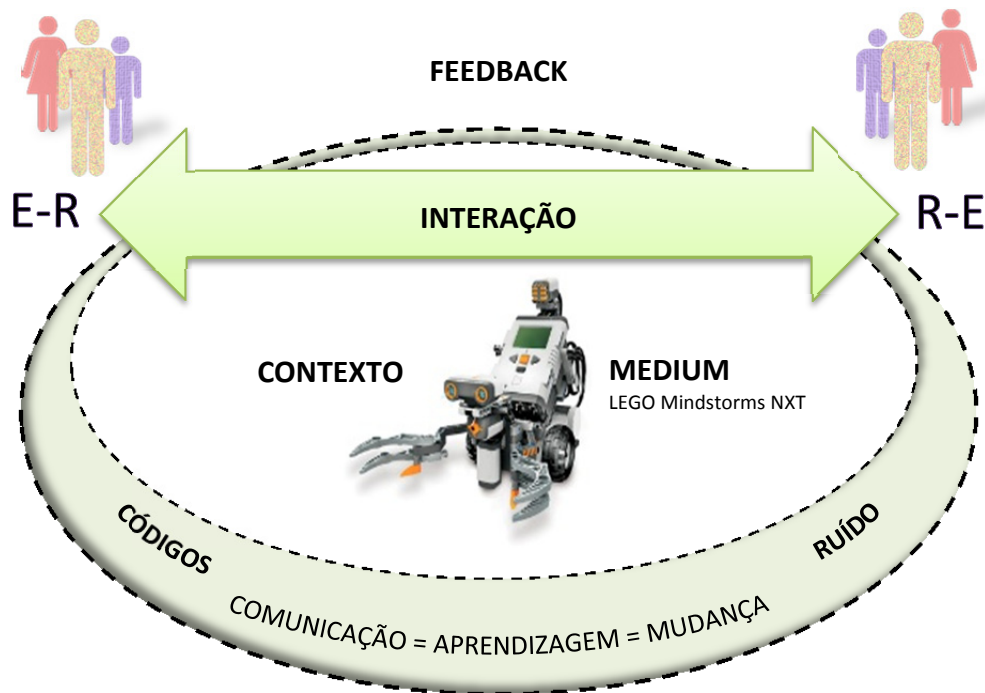 FEEDBACK
E-R
INTERAÇÃO
R-E
CONTEXTO
MEDIUM
LEGO Mindstorms NXT
CÓDIGOS
RUÍDO
COMUNICAÇÃO = APRENDIZAGEM = MUDANÇA